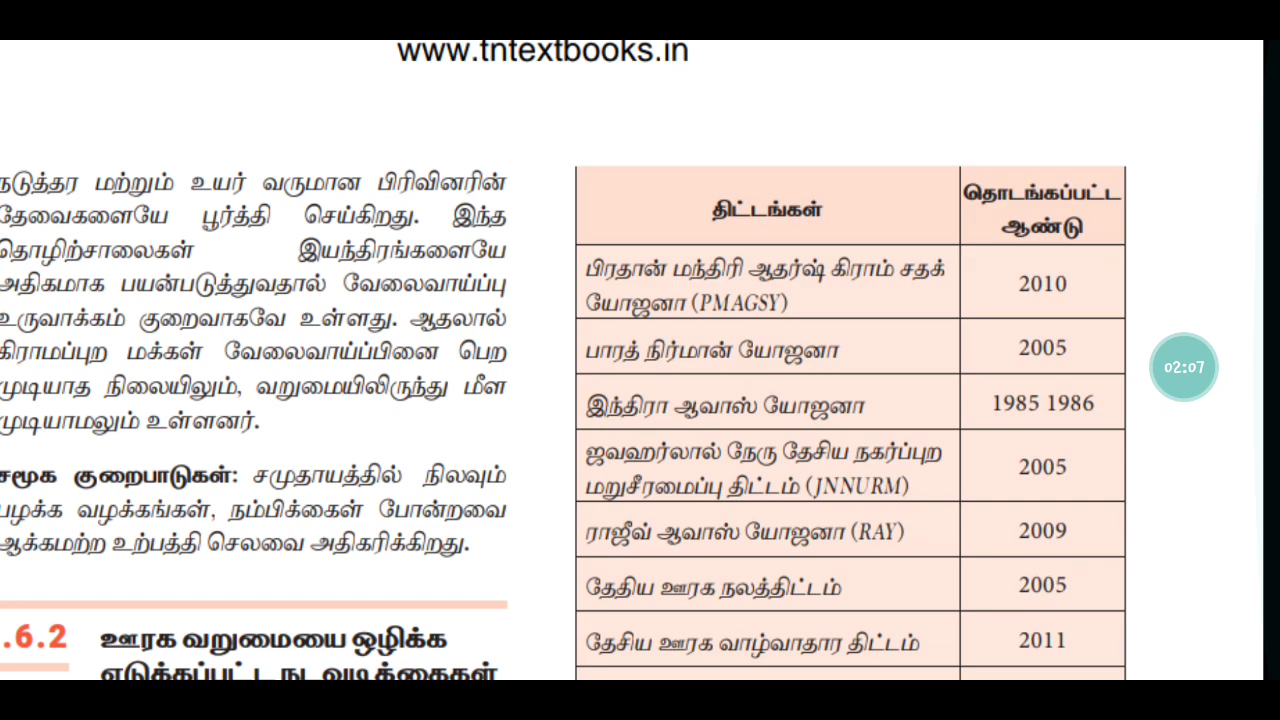 www.tntextbooks.in
நடுத்தர மற்றும் உயர் வருமான பிரிவினரின்
தேவைகளையே பூர்த்தி செய்கிறது. இந்த
தொழிற்சாலைகள் இயந்திரங்களையே
அதிகமாக பயன்படுத்துவதால் வேலைவாய்ப்பு
உருவாக்கம் குறைவாகவே உள்ளது. ஆதலால்
கிராமப்புற மக்கள் வேலைவாய்ப்பினை பெற
முடியாத நிலையிலும், வறுமையிலிருந்து மீள
முடியாமலும் உள்ளனர்.
சமூக குறைபாடுகள்: சமுதாயத்தில் நிலவும்
பழக்க வழக்கங்கள், நம்பிக்கைள் போன்றவை
ஆக்கமற்ற உற்பத்தி செலவை அதிகரிக்கிறது.
.6.2 ஊரக வறுமையை ஒழிக்க
எடுக்கப்பட்ட நடவடிக்கைகள்
திட்டங்கள் தொடங்கப்பட்ட
ஆண்டு
பிரதான் மந்திரி ஆதர்ஷ் கிராம் சதக்
யோஜனா (PMAGSY) 2010
பாரத் நிர்மான் யோஜனா 2005
இந்திரா ஆவாஸ் யோஜனா 1985 1986
ஜவஹர்லால் நேரு தேசிய நகர்ப்புற
மறுசீரமைப்பு திட்டம் (JNNURM) 2005
ராஜீவ் ஆவாஸ் யோஜனா (RAY) 2009
தேதிய ஊரக நலத்திட்டம் 2005
தேசிய ஊரக வாழ்வாதார திட்டம் 2011
02:07